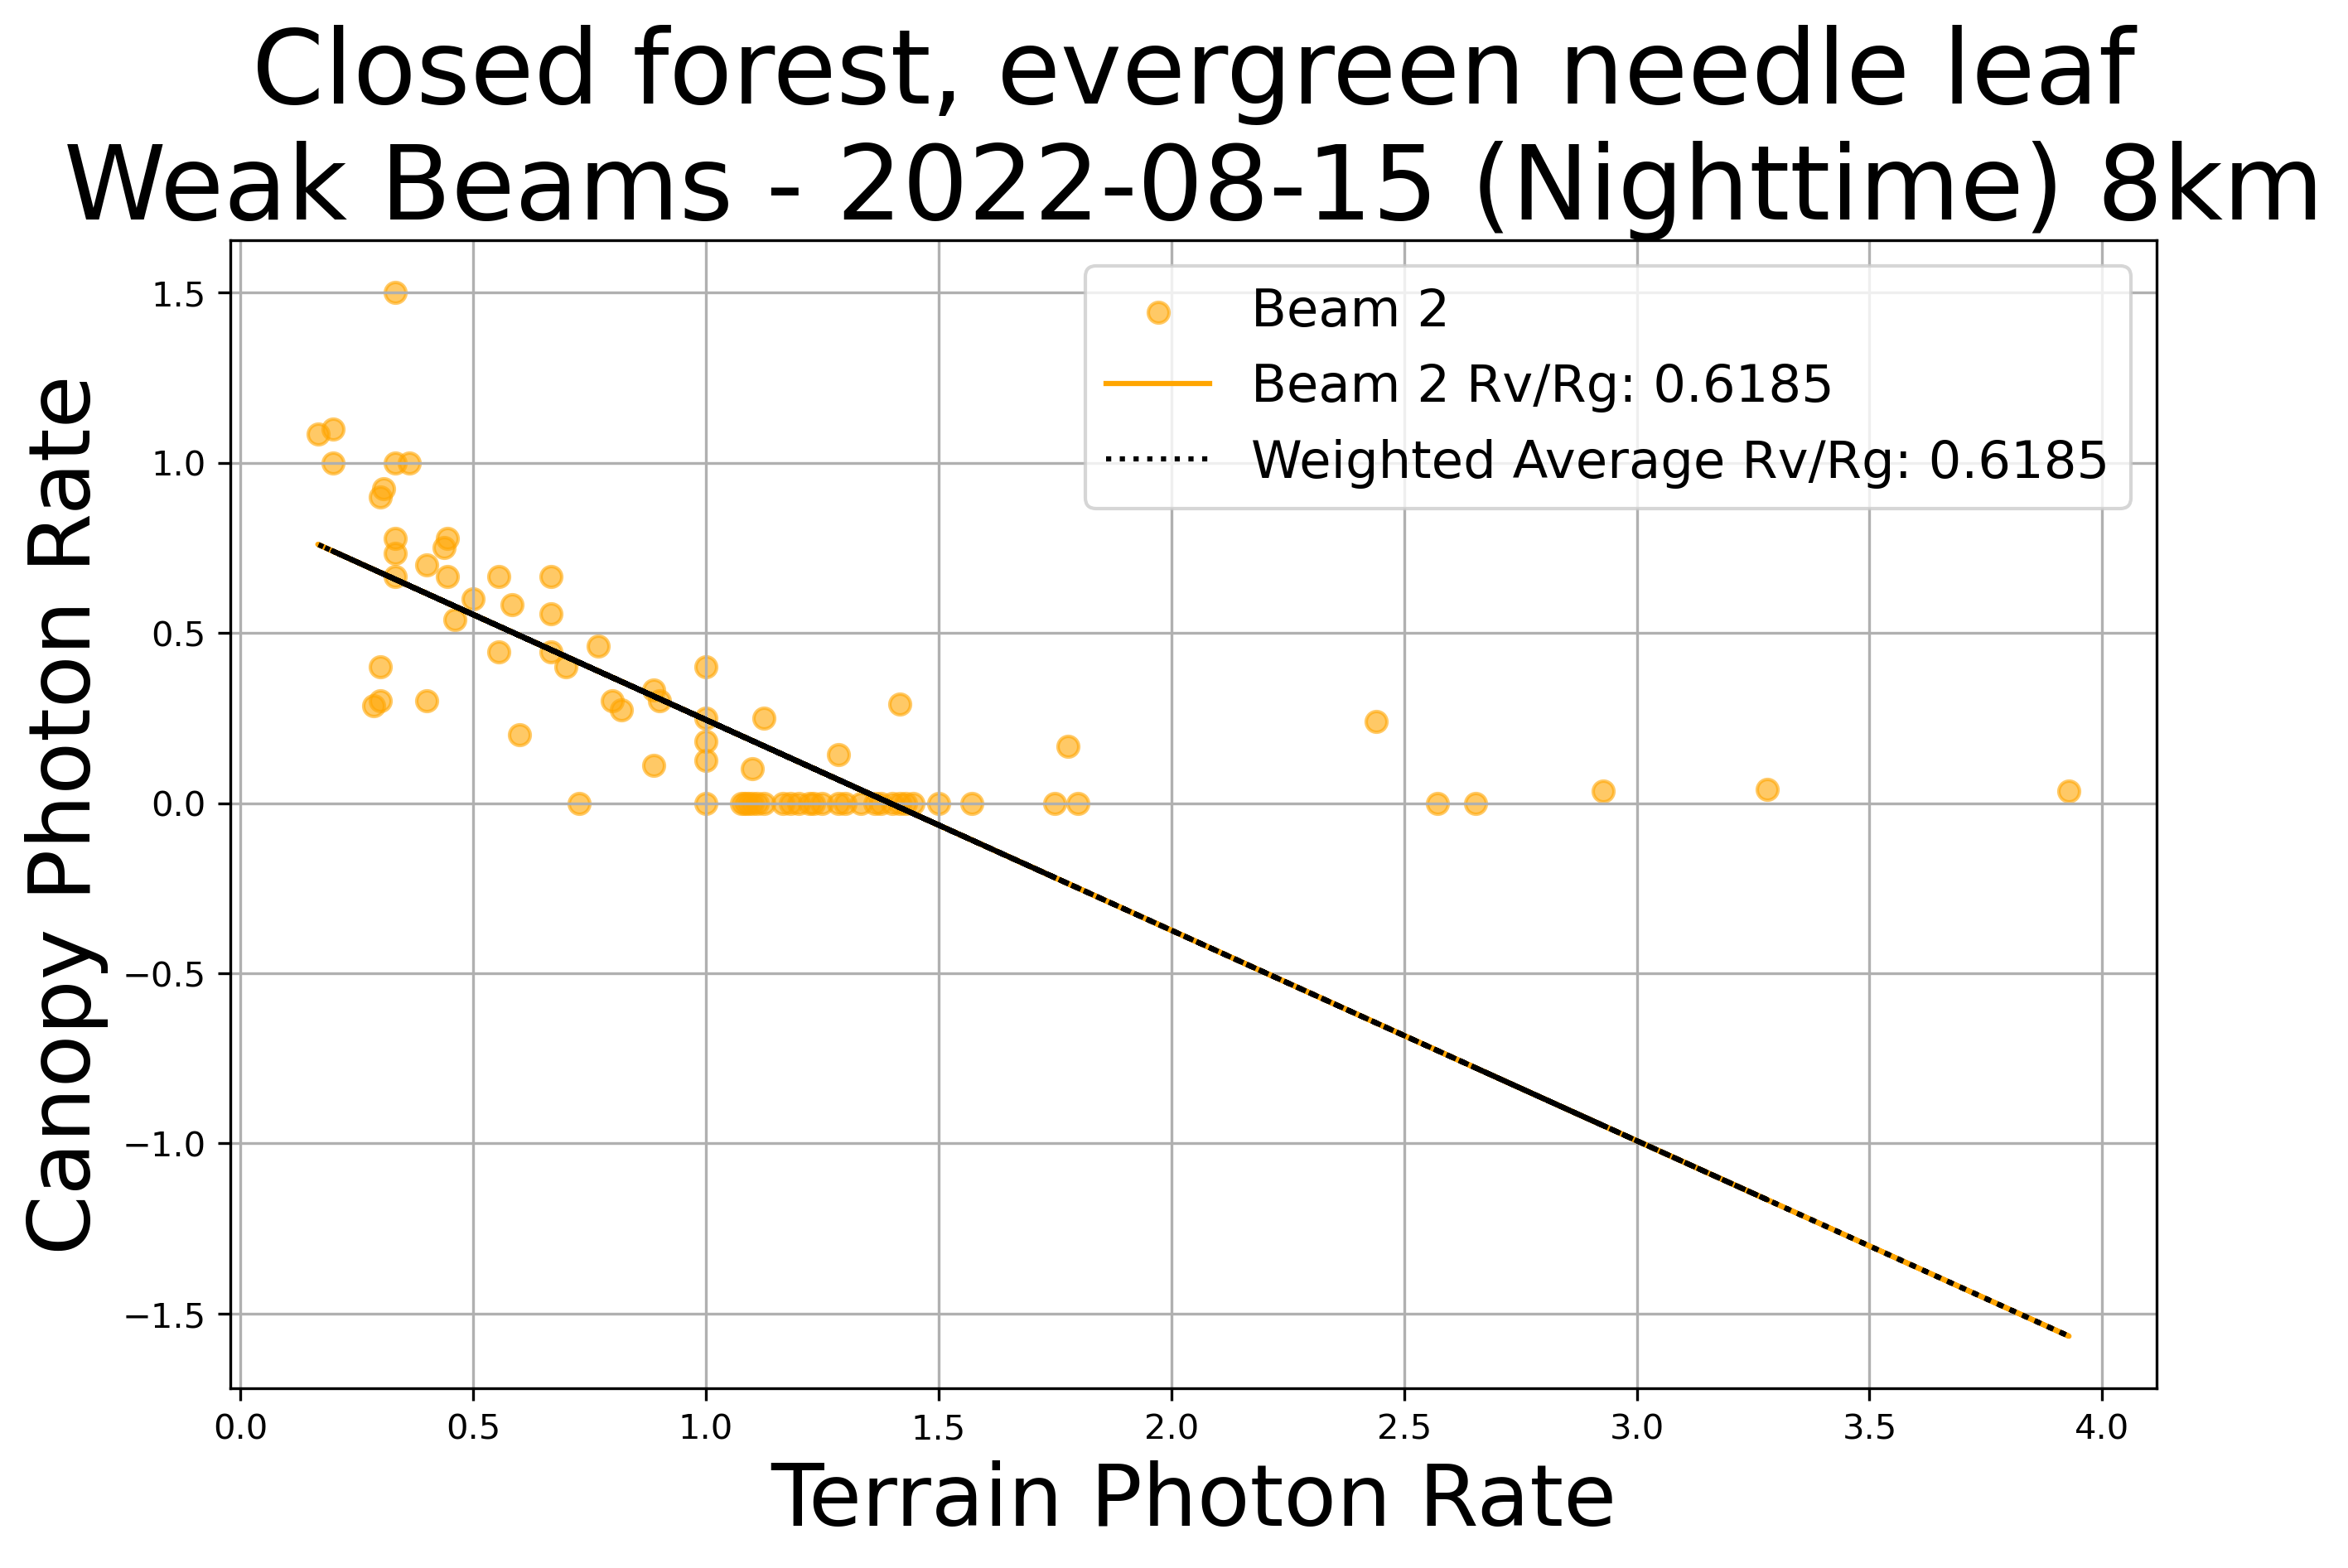 Closed forest, evergreen needle leaf
Weak Beams - 2022-08-15 (Nighttime) 8km
Beam 2
Beam 2 Rv/Rg: 0.6185
Weighted Average Rv/Rg: 0.6185
Canopy Photon Rate
1.5
1.0
0.5
0.0
−0.5
−1.0
−1.5
0.0 0.5 1.0 1.5 2.0 2.5 3.0 3.5 4.0
Terrain Photon Rate